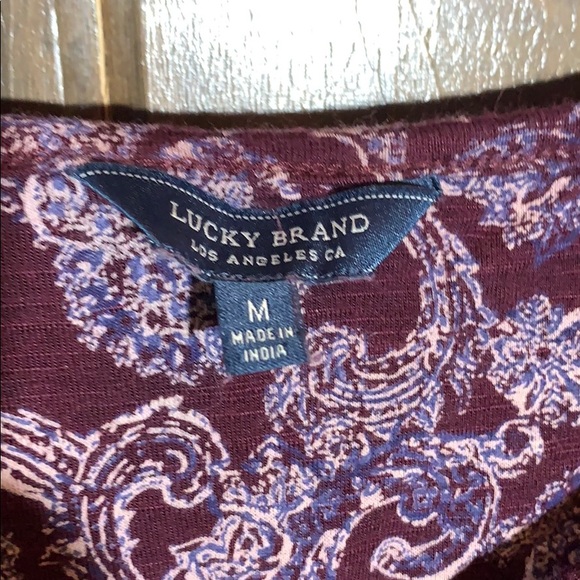 LUCKY BRAND
LOS ANGELES CA
M
MADE IN
INDIA